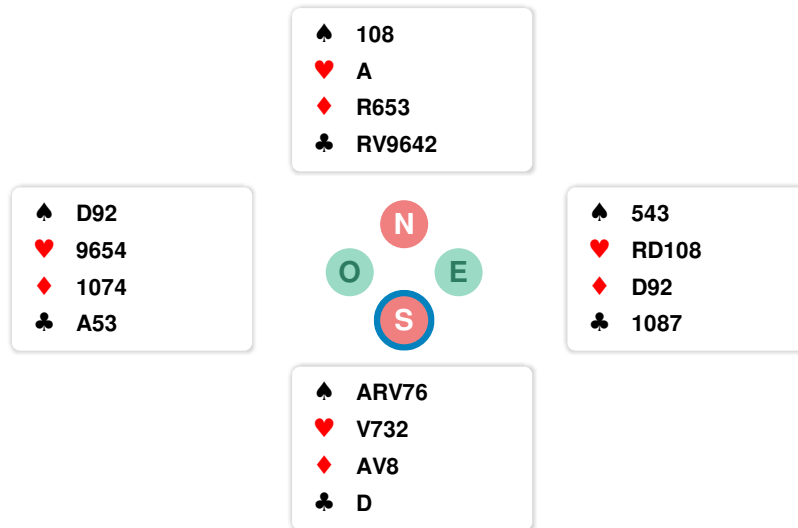 ♠ 108
♥ A
♦ R653
♣ RV9642
♠ D92
♥ 9654
♦ 1074
♣ A53
N
O E
S
♠ 543
♥ RD108
♦ D92
♣ 1087
♠ ARV76
♥ V732
♦ AV8
♣ D